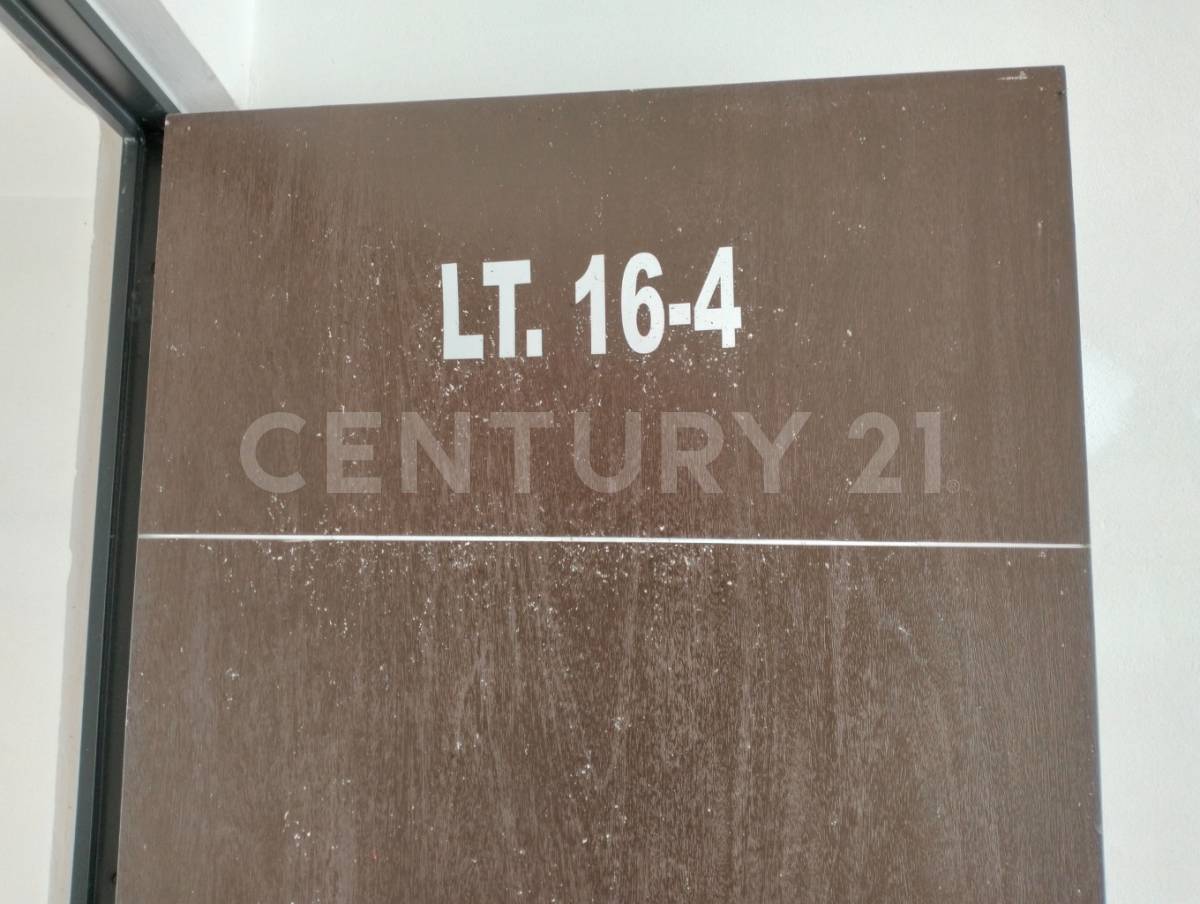 LT. 16-4
CENTURY 21®